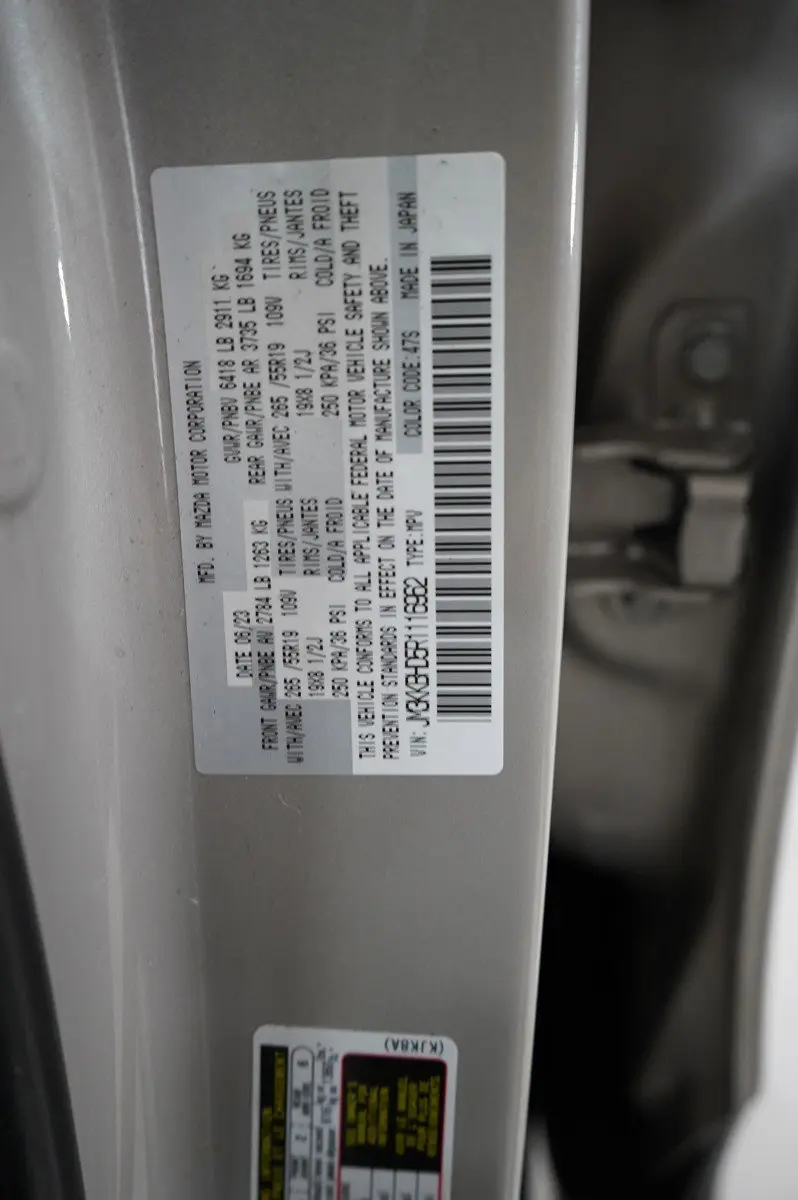 MFD. BY MAZDA MOTOR CORPORATION
DATE 06/23 GVWR/PNBV 6418 LB 2911 KG
FRONT GAWR/PNBE AV 2784 LB 1263 KG REAR GAWR/PNBE AR 3735 LB 1694 KG
WITH/AVEC 265 /55R19 109V TIRES/PNEUS WITH/AVEC 265 /55R19 109V TIRES/PNEUS
19X8 1/2J RIMS/JANTES 19X8 1/2J RIMS/JANTES
250 KPA/36 PSI COLD/A FROID 250 KPA/36 PSI COLD/A FROID
THIS VEHICLE CONFORMS TO ALL APPLICABLE FEDERAL MOTOR VEHICLE SAFETY AND THEFT
PREVENTION STANDARDS IN EFFECT ON THE DATE OF MANUFACTURE SHOWN ABOVE.
VIN: JM3KKBHD5R1116962 TYPE:MPV COLOR CODE:47S MADE IN JAPAN
(KJK8A)